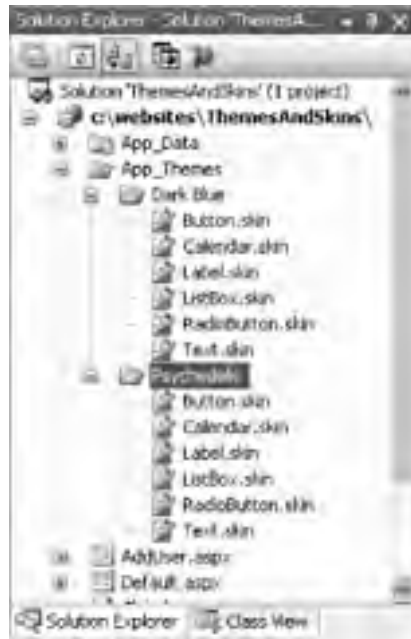 Solution Explorer - Solution 'ThemesA...
Solution 'ThemesAndSkins' (1 project)
c:\websites\ThemesAndSkins\
App_Data
App_Themes
Dark Blue
Button.skin
Calendar.skin
Label.skin
ListBox.skin
RadioButton.skin
Text.skin
Psychedelic
Button.skin
Calendar.skin
Label.skin
ListBox.skin
RadioButton.skin
Text.skin
AddUser.aspx
Default.aspx
Solution Explorer
Class View